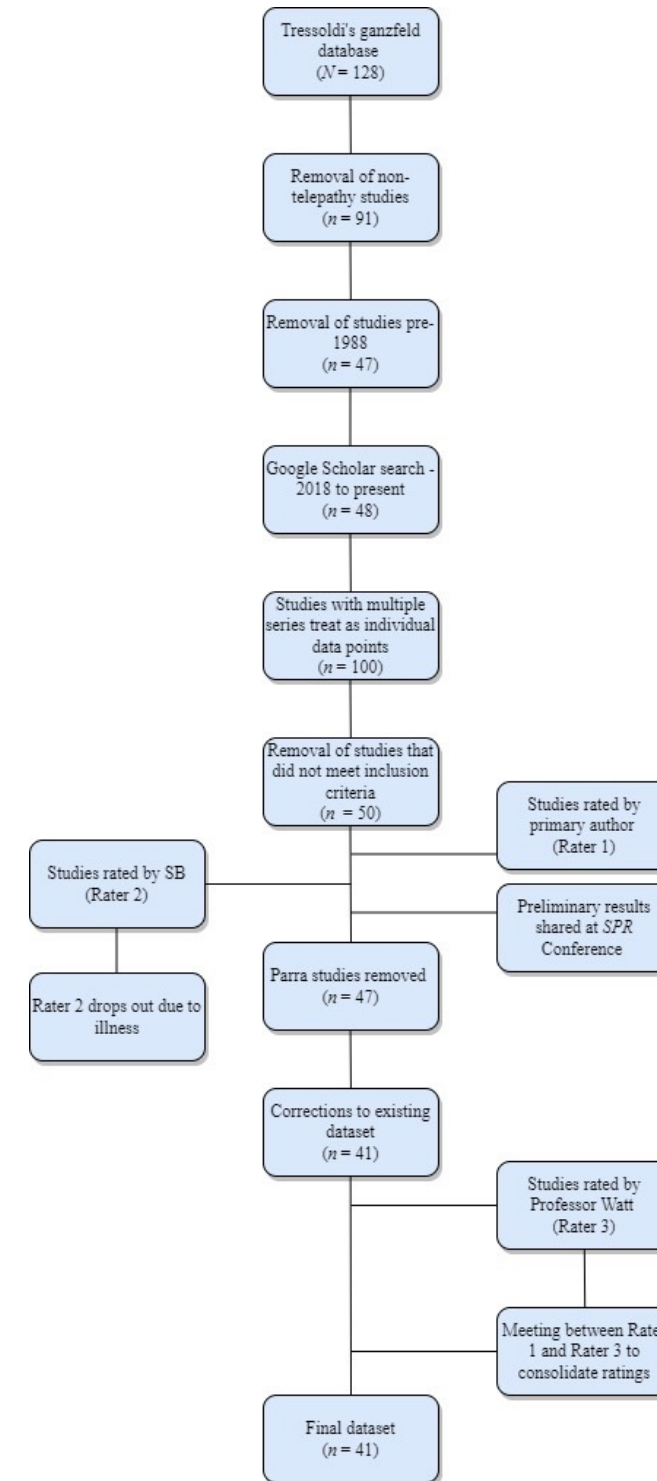 Tressoldi's ganzfeld
database
(N = 128)
Removal of non-
telepathy studies
(n = 91)
Removal of studies pre-
1988
(n = 47)
Google Scholar search -
2018 to present
(n = 48)
Studies with multiple
series treat as individual
data points
(n = 100)
Removal of studies that
did not meet inclusion
criteria
(n = 50)
Studies rated by
primary author
(Rater 1)
Studies rated by SB
(Rater 2)
Preliminary results
shared at SPR
Conference
Rater 2 drops out due to
illness
Parra studies removed
(n = 47)
Corrections to existing
dataset
(n = 41)
Studies rated by
Professor Watt
(Rater 3)
Meeting between Rate
1 and Rater 3 to
consolidate ratings
Final dataset
(n = 41)